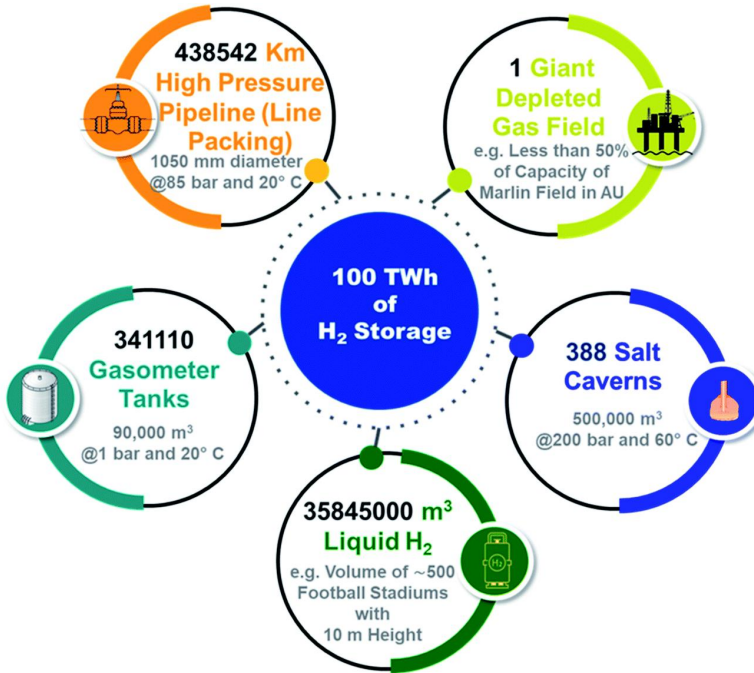 438542 Km
High Pressure
Pipeline (Line
Packing)
1050 mm diameter
@85 bar and 20° C
1 Giant
Depleted
Gas Field
e.g. Less than 50%
of Capacity of
Marlin Field in AU
100 TWh
of
H₂ Storage
341110
Gasometer
Tanks
90,000 m³
@1 bar and 20° C
388 Salt
Caverns
500,000 m³
@200 bar and 60° C
35845000 m³
Liquid H₂
e.g. Volume of ~500
Football Stadiums
with
10 m Height
H₂